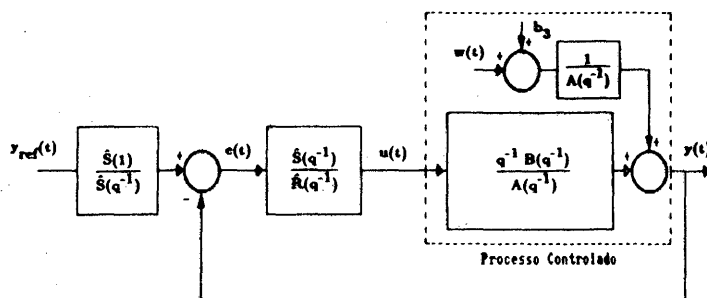 b₃
w(t)
1
A(q⁻¹)
y_ref(t)
Ŝ(1)
Ŝ(q⁻¹)
e(t)
Ŝ(q⁻¹)
R̂(q⁻¹)
u(t)
q⁻¹ B(q⁻¹)
A(q⁻¹)
y(t)
+
+
+
-
+
+
Processo Controlado